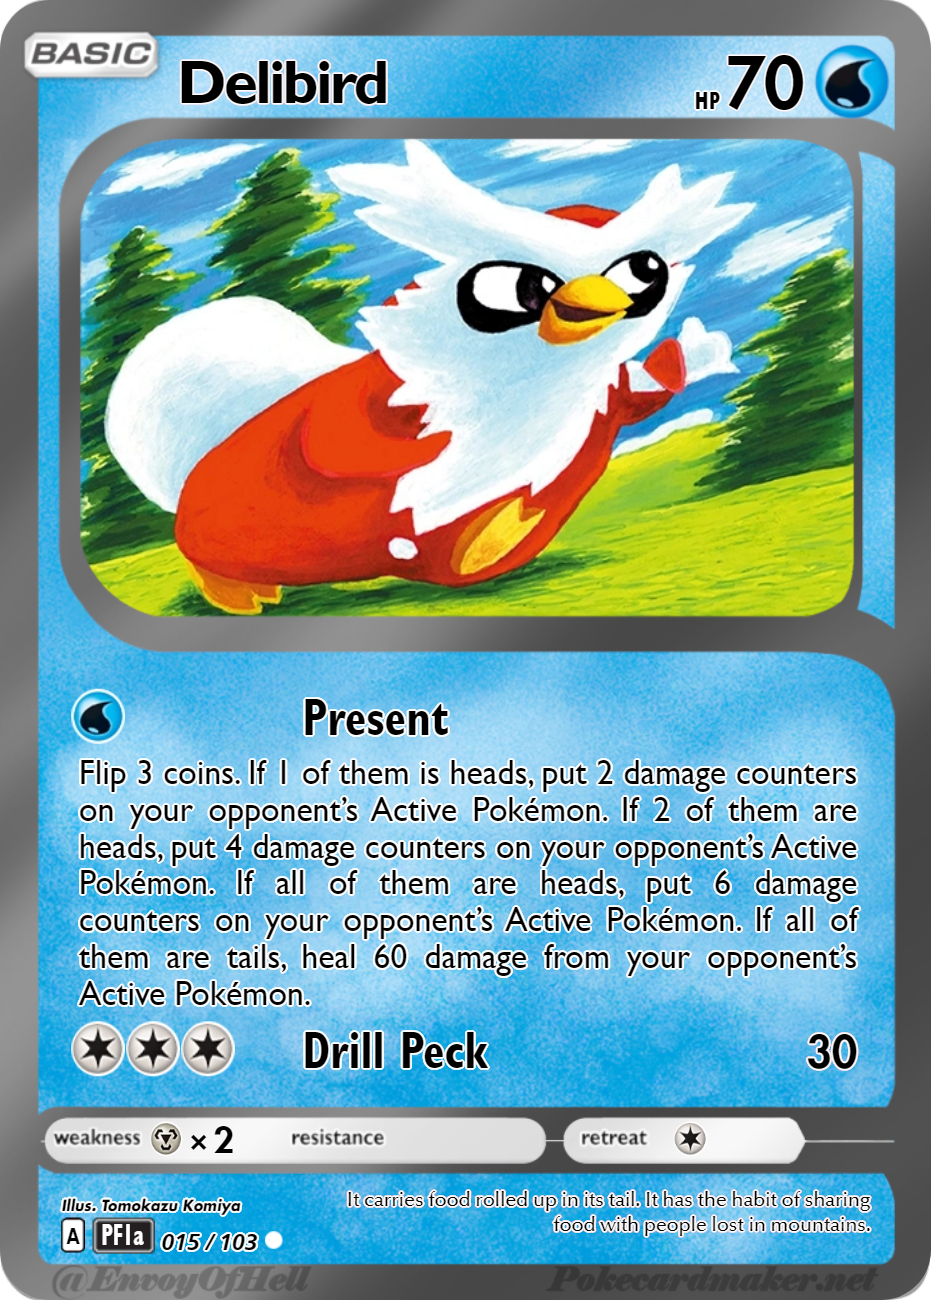 BASIC
Delibird
HP 70
Present
Flip 3 coins. If 1 of them is heads, put 2 damage counters
on your opponent's Active Pokémon. If 2 of them are
heads, put 4 damage counters on your opponent's Active
Pokémon. If all of them are heads, put 6 damage
counters on your opponent's Active Pokémon. If all of
them are tails, heal 60 damage from your opponent's
Active Pokémon.
Drill Peck 30
weakness ×2 resistance retreat
Illus. Tomokazu Komiya
It carries food rolled up in its tail. It has the habit of sharing
food with people lost in mountains.
A PF1a 015 / 103
@EnvoyOfHell Pokecardmaker.net